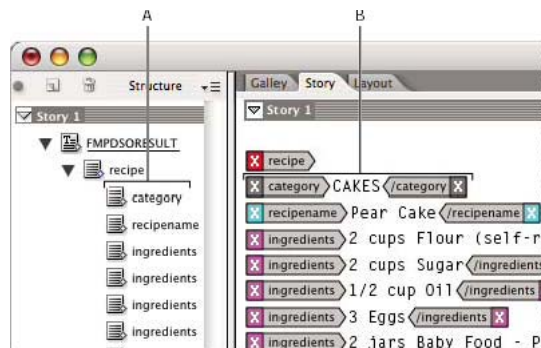 A
B
Structure
Galley Story Layout
Story 1
Story 1
FMPDSORESULT
recipe
category
recipename
ingredients
ingredients
ingredients
ingredients
X recipe
X category CAKES /category X
X recipename Pear Cake /recipename X
X ingredients 2 cups Flour (self-r
X ingredients 2 cups Sugar /ingredients
X ingredients 1/2 cup Oil /ingredients X
X ingredients 3 Eggs /ingredients X
X ingredients 2 jars Baby Food - P